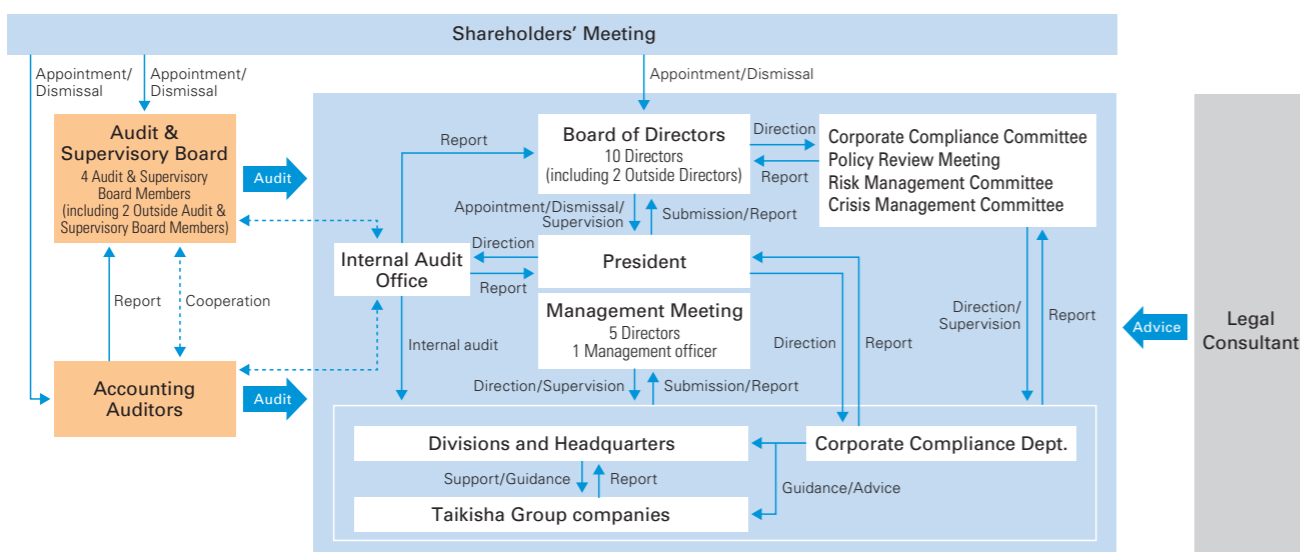 Shareholders' Meeting
Appointment/
Dismissal
Appointment/
Dismissal
Appointment/Dismissal
Audit &
Supervisory Board
4 Audit & Supervisory
Board Members
(including 2 Outside Audit &
Supervisory Board Members)
Audit
Report
Board of Directors
10 Directors
(including 2 Outside Directors)
Direction
Report
Corporate Compliance Committee
Policy Review Meeting
Risk Management Committee
Crisis Management Committee
Appointment/Dismissal/
Supervision
Submission/Report
Internal Audit
Office
Direction
Report
President
Report
Cooperation
Management Meeting
5 Directors
1 Management officer
Internal audit
Direction
Report
Direction/
Supervision
Report
Advice
Legal
Consultant
Accounting
Auditors
Audit
Direction/Supervision
Submission/Report
Divisions and Headquarters
Corporate Compliance Dept.
Support/Guidance
Report
Guidance/Advice
Taikisha Group companies